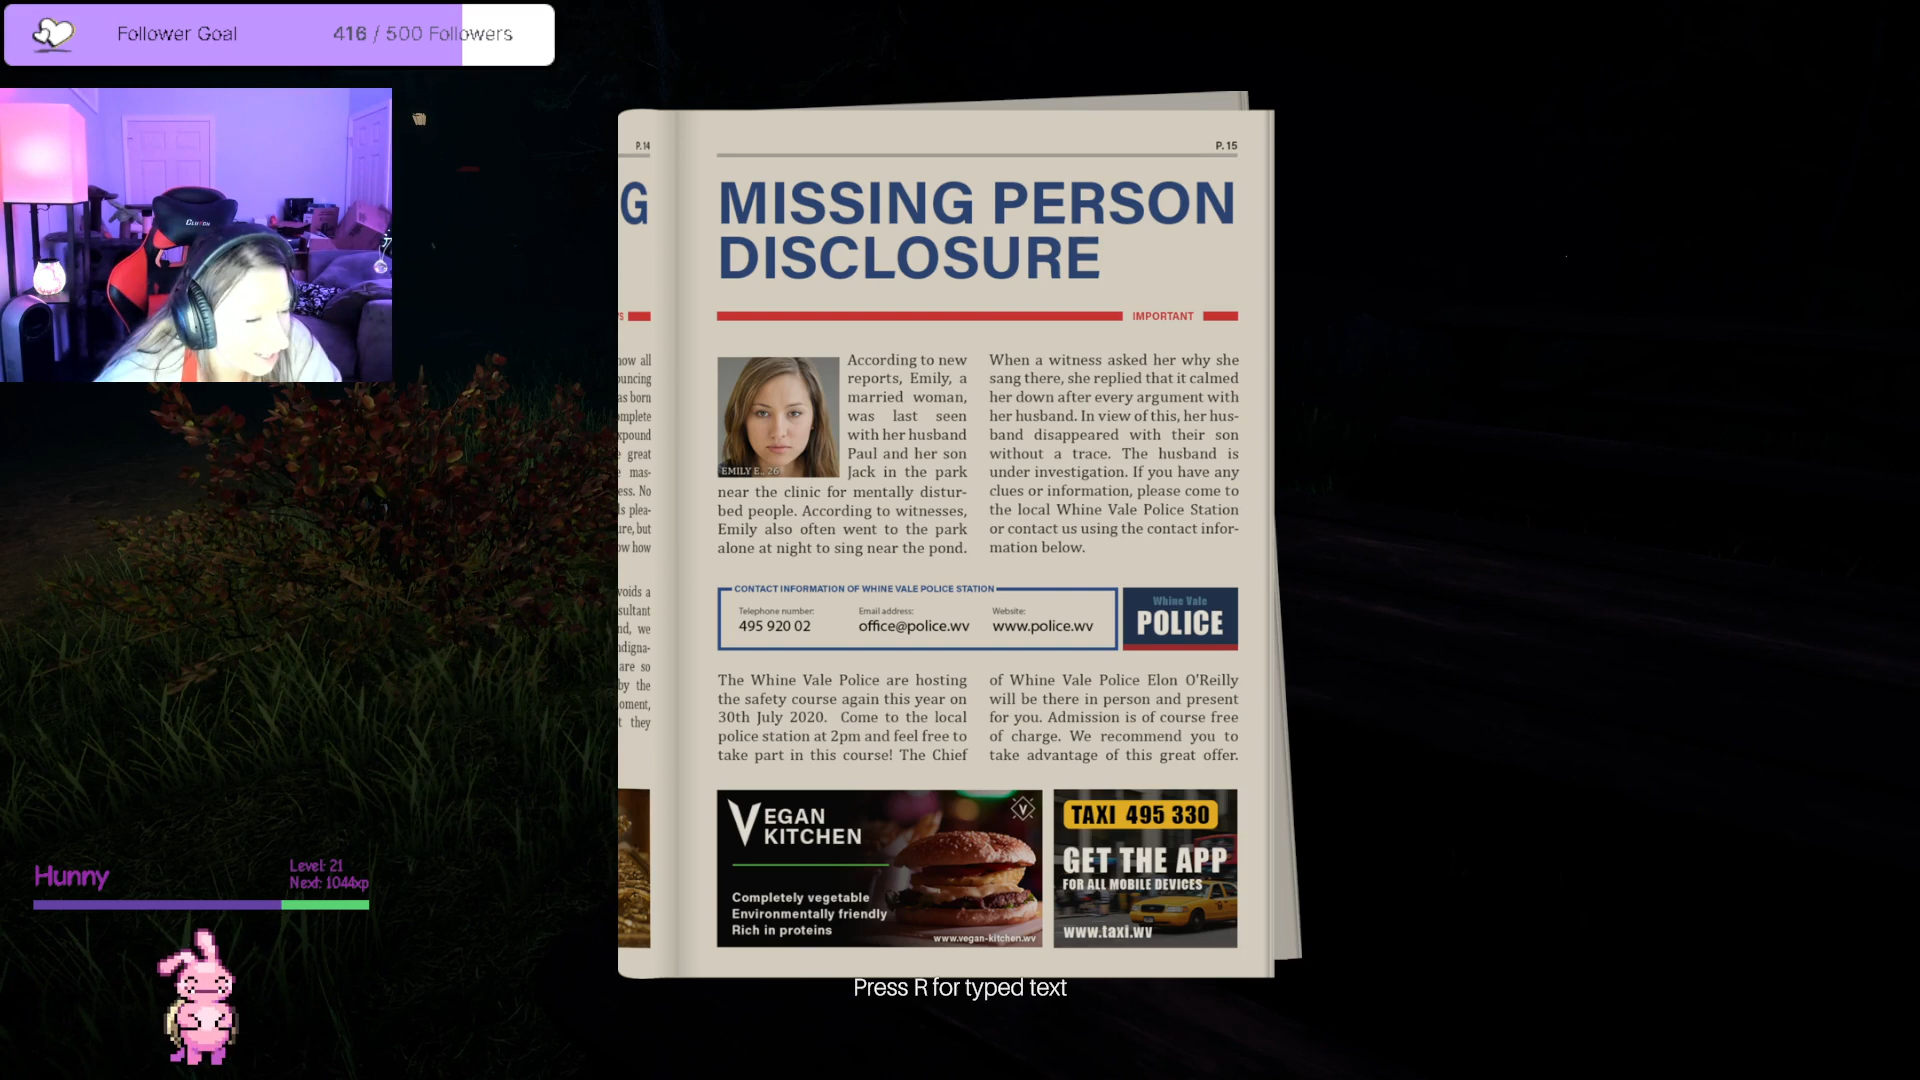 Follower Goal 416 / 500 Followers
CLUTCH
P. 14
G
P. 15
MISSING PERSON
DISCLOSURE
IMPORTANT
According to new
reports, Emily, a
married woman,
was last seen
with her husband
Paul and her son
Jack in the park
EMILY E., 26
near the clinic for mentally distur-
bed people. According to witnesses,
Emily also often went to the park
alone at night to sing near the pond.
When a witness asked her why she
sang there, she replied that it calmed
her down after every argument with
her husband. In view of this, her hus-
band disappeared with their son
without a trace. The husband is
under investigation. If you have any
clues or information, please come to
the local Whine Vale Police Station
or contact us using the contact infor-
mation below.
CONTACT INFORMATION OF WHINE VALE POLICE STATION
Telephone number: Email address: Website:
495 920 02 office@police.wv www.police.wv
Whine Vale
POLICE
The Whine Vale Police are hosting
the safety course again this year on
30th July 2020. Come to the local
police station at 2pm and feel free to
take part in this course! The Chief
of Whine Vale Police Elon O'Reilly
will be there in person and present
for you. Admission is of course free
of charge. We recommend you to
take advantage of this great offer.
VEGAN
KITCHEN
V
Completely vegetable
Environmentally friendly
Rich in proteins
www.vegan-kitchen.wv
TAXI 495 330
GET THE APP
FOR ALL MOBILE DEVICES
www.taxi.wv
Press R for typed text
Hunny
Level: 21
Next: 1044xp